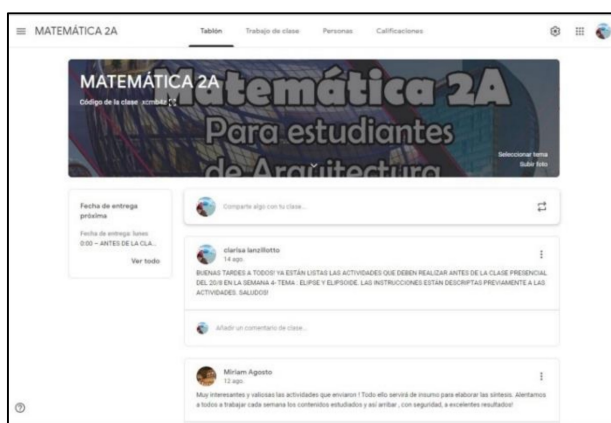 MATEMÁTICA 2A
Tablón Trabajo de clase Personas Calificaciones
MATEMÁTICA 2A
Código de la clase
Matemática 2A
Para estudiantes
de Arquitectura
Seleccionar tema
Subir foto
Fecha de entrega
próxima
Fecha de entrega: lunes
0:00 – ANTES DE LA CLA...
Ver todo
Comparte algo con tu clase...
clarisa lanzillotto
14 ago.
BUENAS TARDES A TODOS! YA ESTÁN LISTAS LAS ACTIVIDADES QUE DEBEN REALIZAR ANTES DE LA CLASE PRESENCIAL
DEL 20/8 EN LA SEMANA 4- TEMA : ELIPSE Y ELIPSOIDE. LAS INSTRUCCIONES ESTÁN DESCRIPTAS PREVIAMENTE A LAS
ACTIVIDADES. SALUDOS!
Añadir un comentario de clase...
Miriam Agosto
12 ago.
Muy interesantes y valiosas las actividades que enviaron ! Todo ello servirá de insumo para elaborar las síntesis. Alentamos
a todos a trabajar cada semana los contenidos estudiados y así arribar , con seguridad, a excelentes resultados!